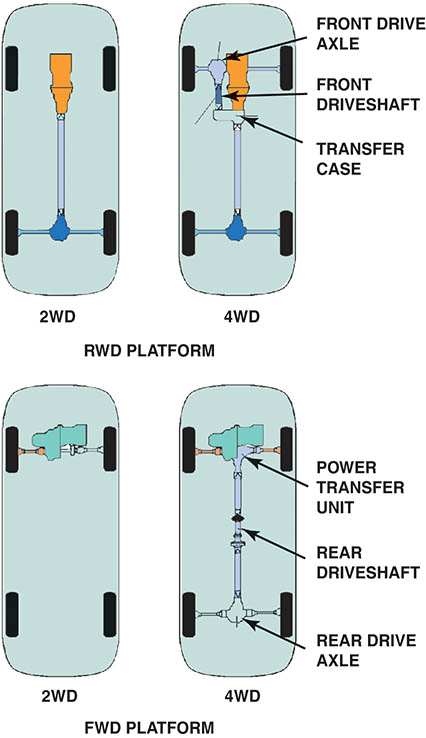 FRONT DRIVE
AXLE
FRONT
DRIVESHAFT
TRANSFER
CASE
2WD
4WD
RWD PLATFORM
POWER
TRANSFER
UNIT
REAR
DRIVESHAFT
REAR DRIVE
AXLE
2WD
4WD
FWD PLATFORM